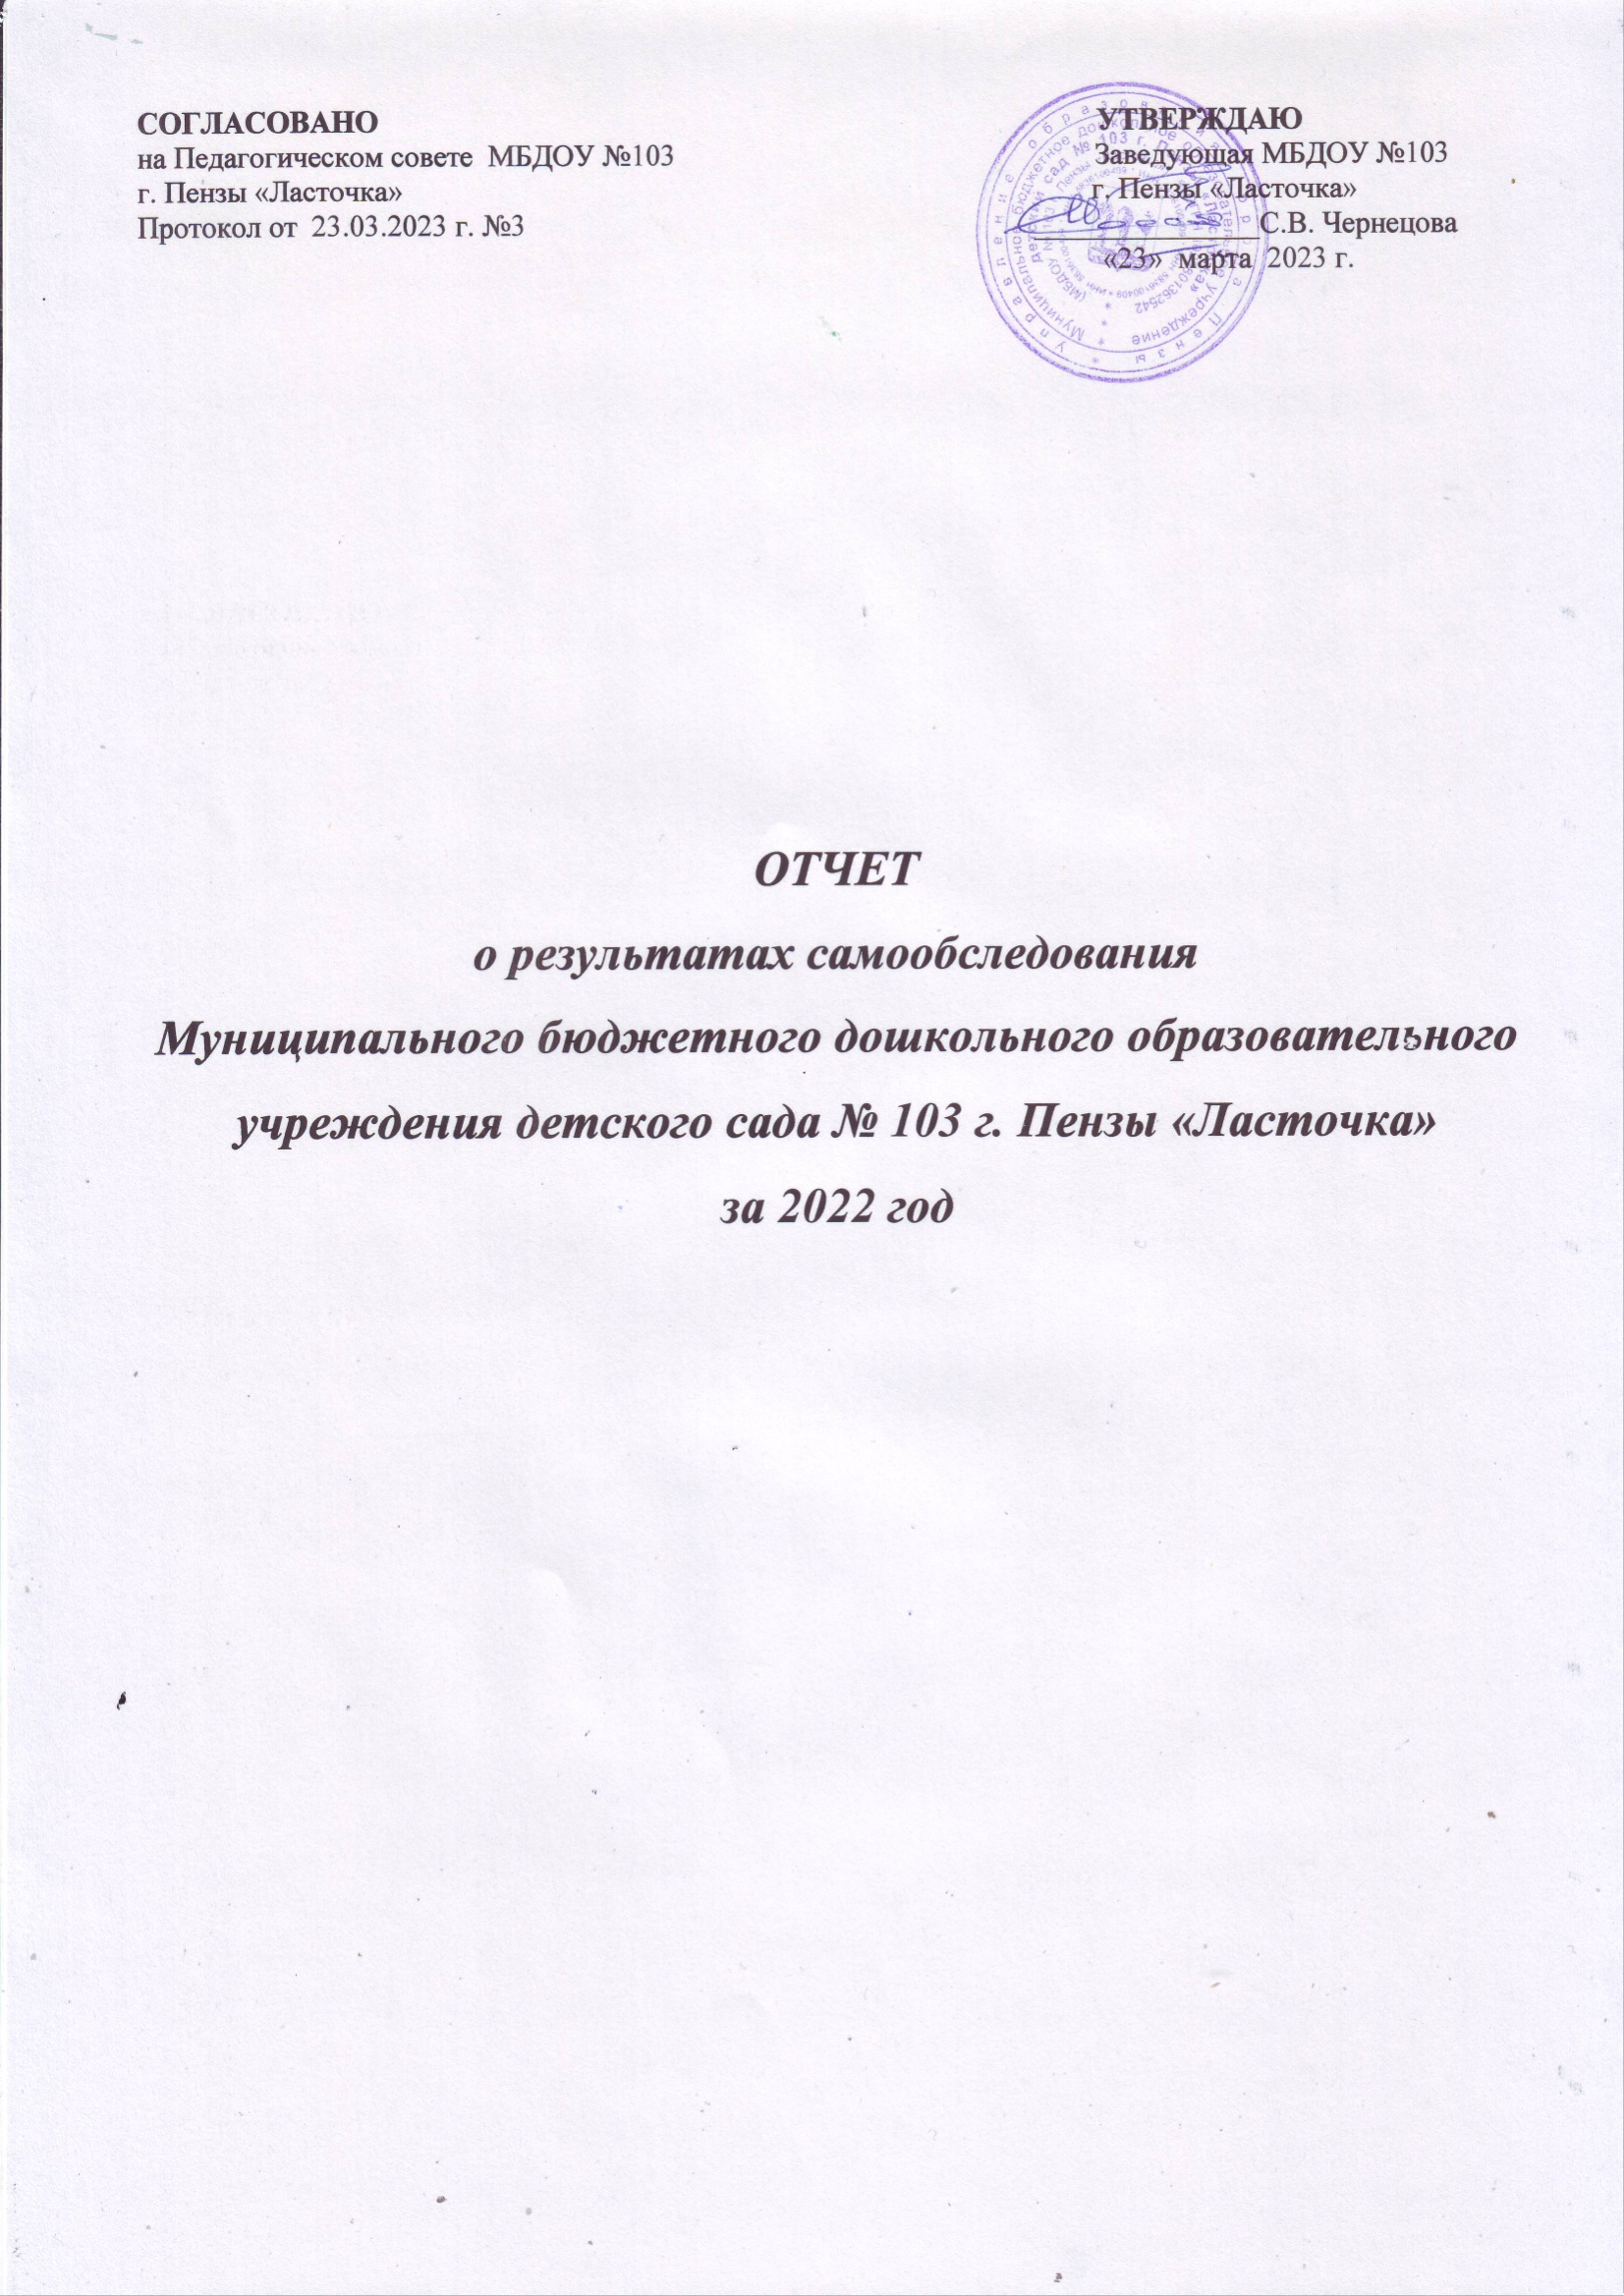 СОГЛАСОВАНО
на Педагогическом совете МБДОУ №103
г. Пензы «Ласточка»
Протокол от 23.03.2023 г. №3
УТВЕРЖДАЮ
Заведующая МБДОУ №103
г. Пензы «Ласточка»
С.В. Чернецова
«23» марта 2023 г.
ОТЧЕТ
о результатах самообследования
Муниципального бюджетного дошкольного образовательного
учреждения детского сада № 103 г. Пензы «Ласточка»
за 2022 год